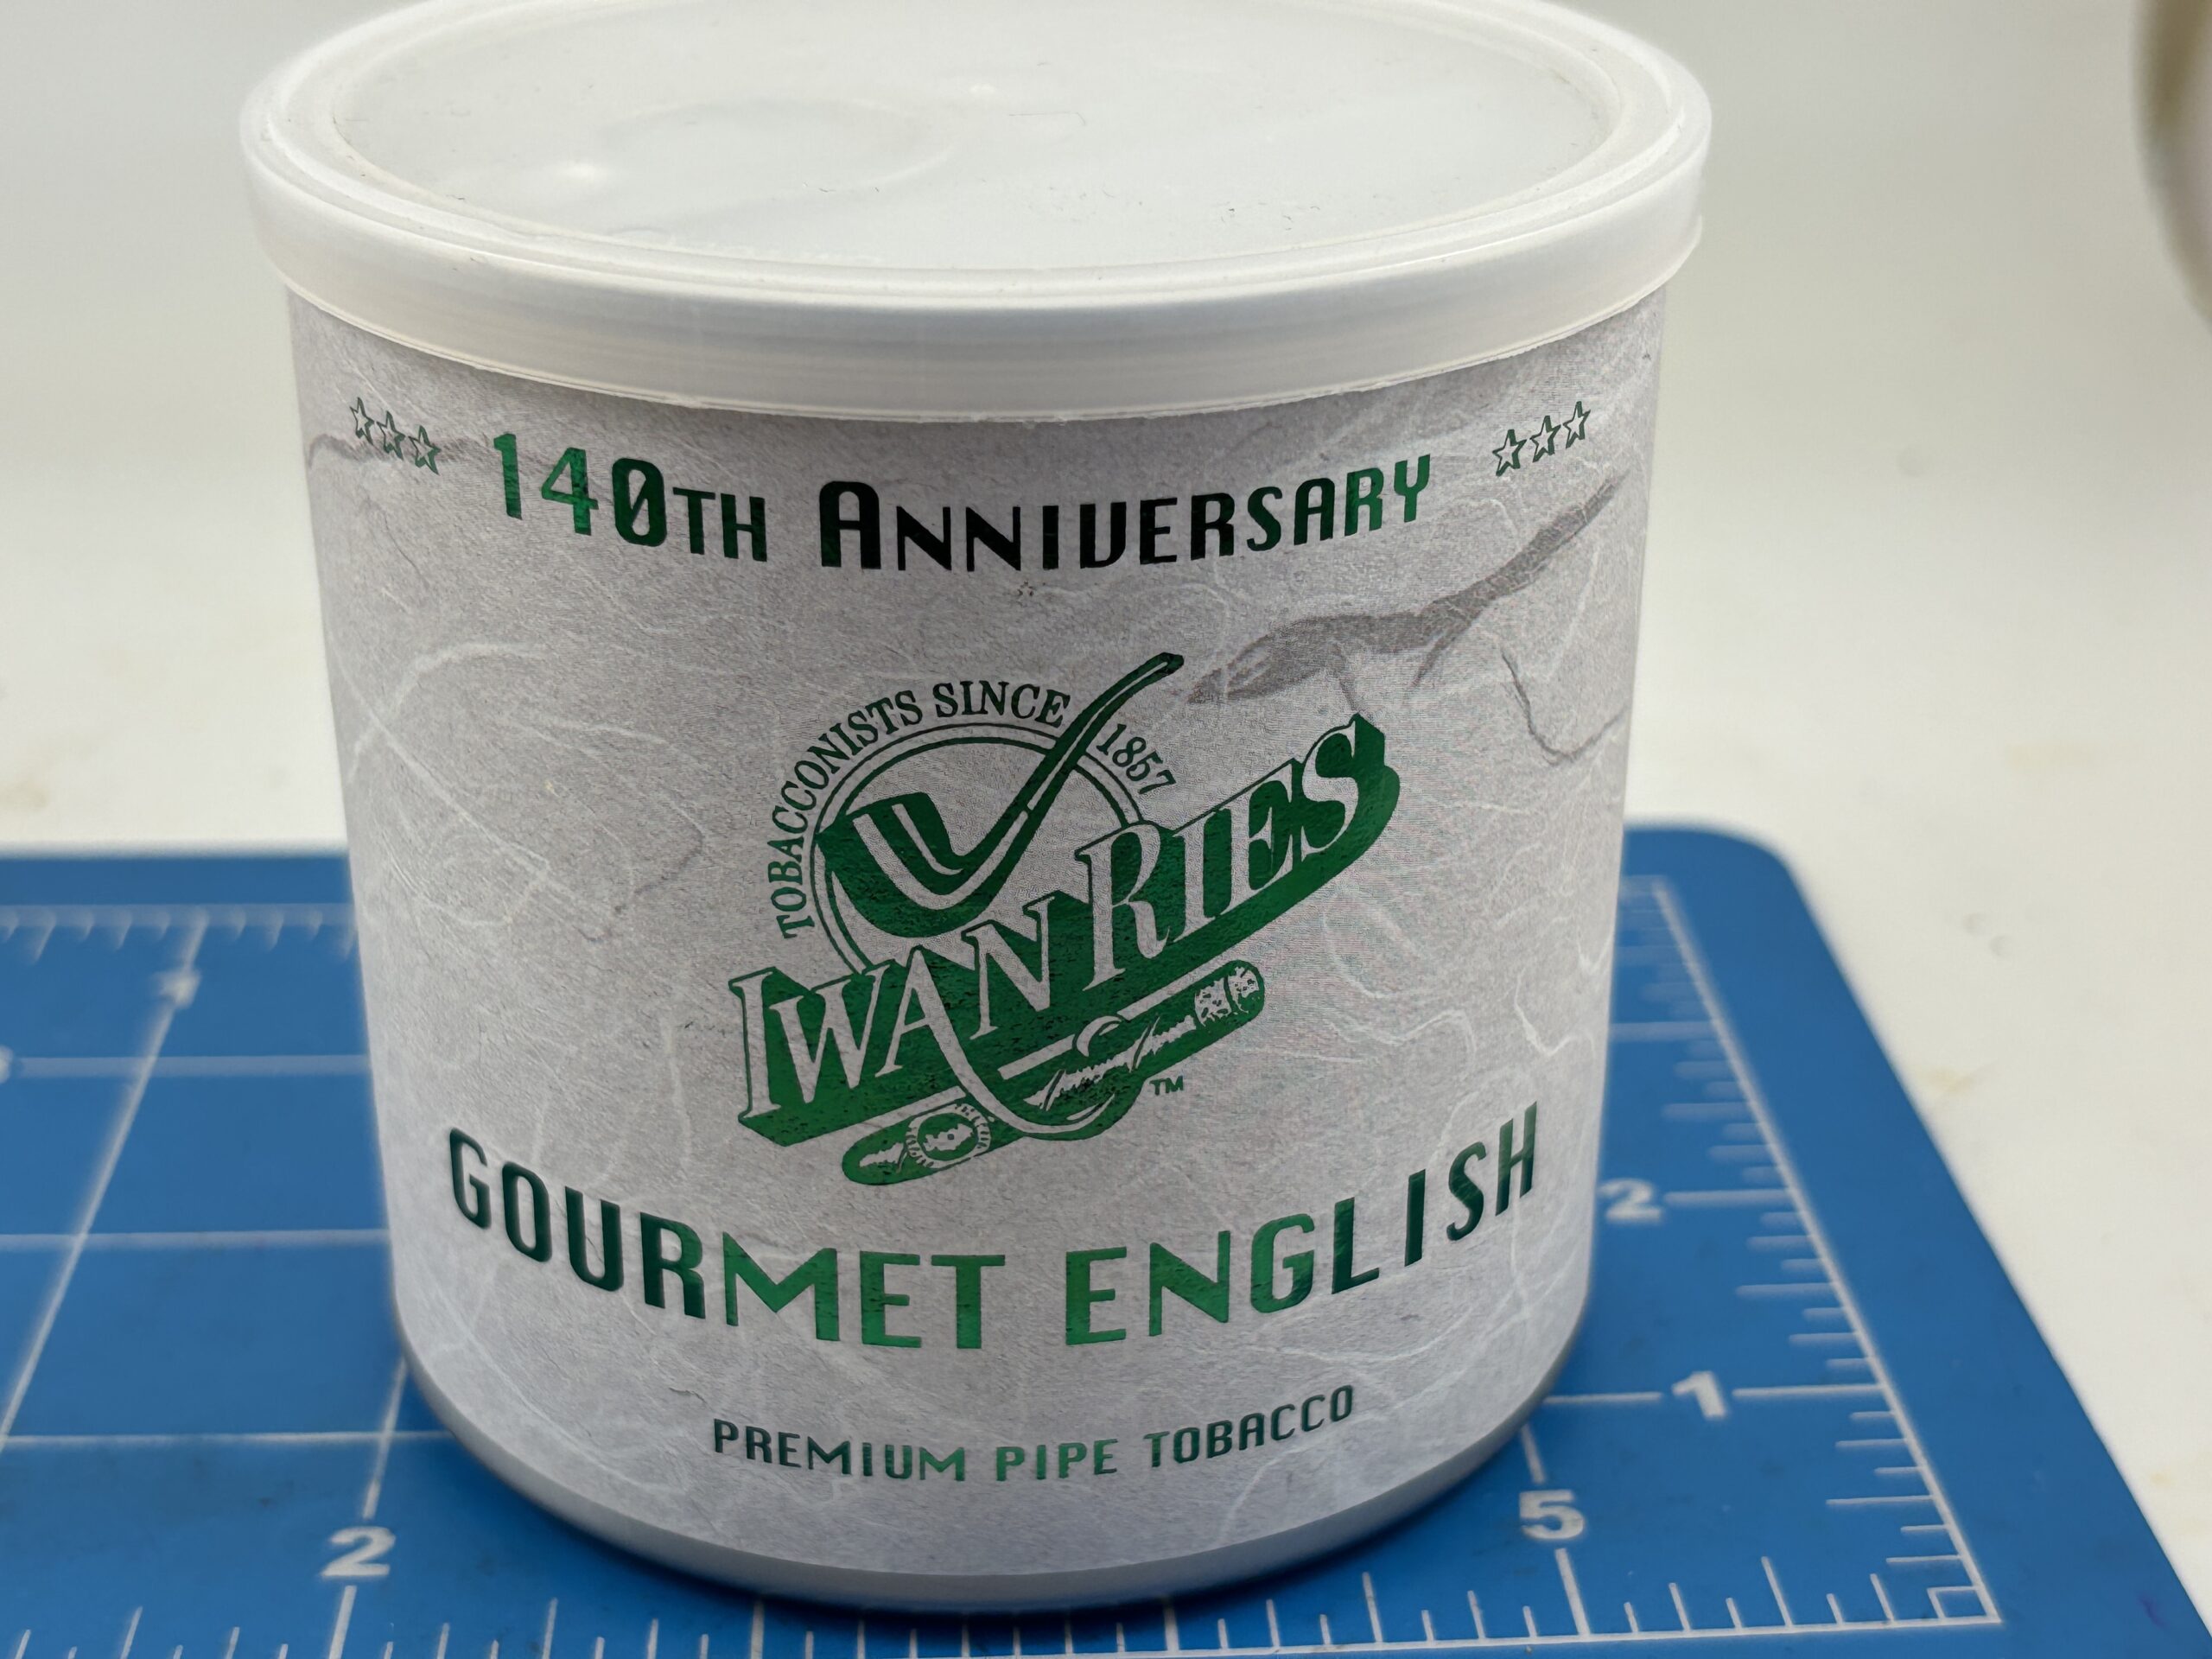 140TH ANNIVERSARY
TOBACCONISTS SINCE 1857
IWAN RIES
TM
GOURMET ENGLISH
PREMIUM PIPE TOBACCO
2
1
5
2